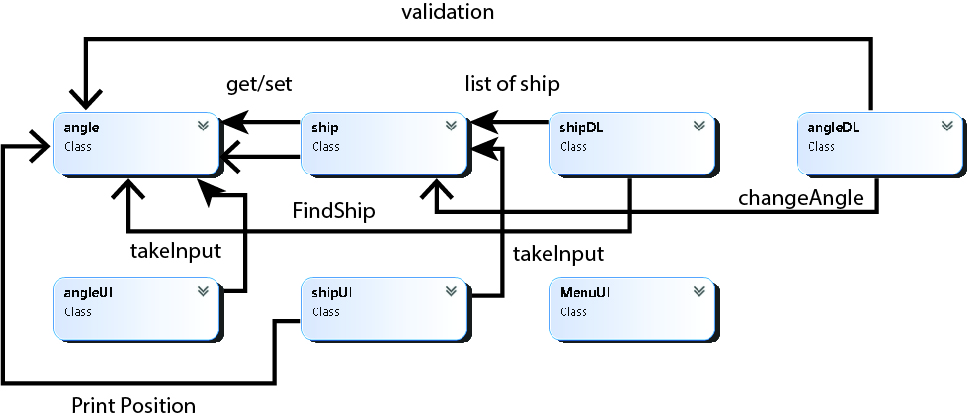 validation
get/set
list of ship
angle
Class
ship
Class
shipDL
Class
angleDL
Class
changeAngle
FindShip
takeInput
takeInput
angleUI
Class
shipUI
Class
MenuUI
Class
Print Position